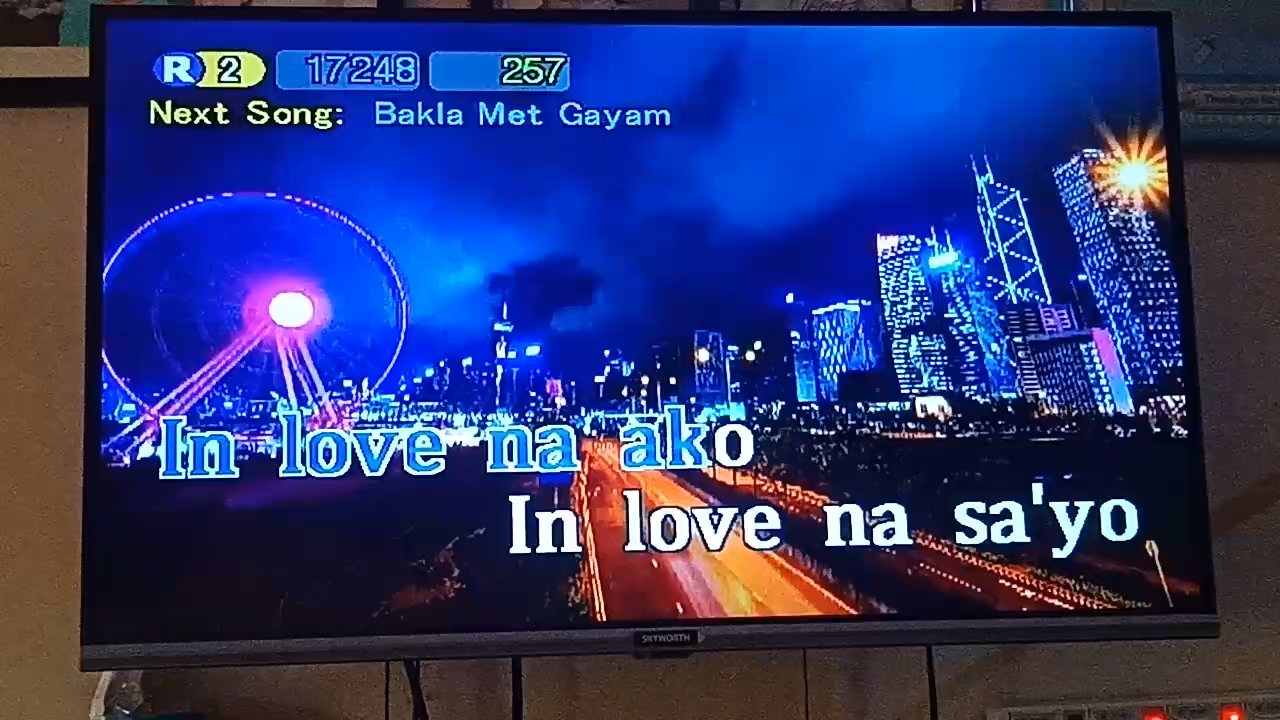 R 2 17248 257
Next Song: Bakla Met Gayam
In love na ako
In love na sa'yo
SKYWORTH